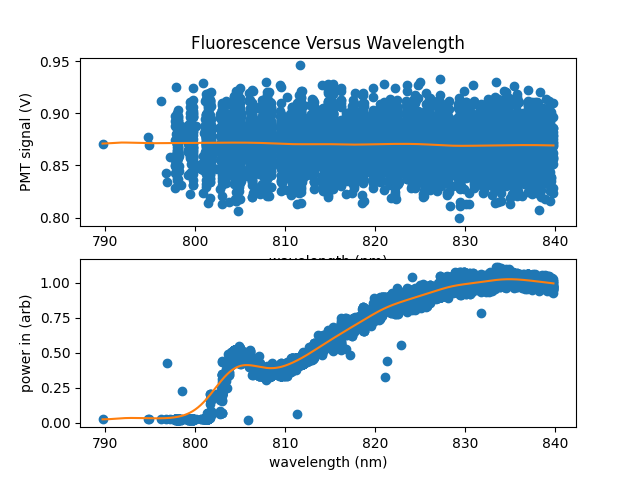 Fluorescence Versus Wavelength
PMT signal (V)
0.95
0.90
0.85
0.80
790 800 810 820 830 840
wavelength (nm)
power in (arb)
1.00
0.75
0.50
0.25
0.00
790 800 810 820 830 840
wavelength (nm)